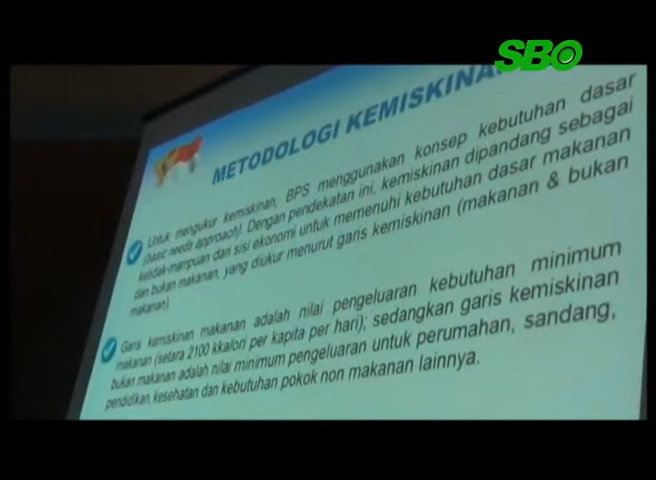 SBO
METODOLOGI KEMISKINAN
Untuk mengukur kemiskinan, BPS menggunakan konsep kebutuhan dasar
(basic needs approach). Dengan pendekatan ini, kemiskinan dipandang sebagai
ketidak-mampuan dari sisi ekonomi untuk memenuhi kebutuhan dasar makanan
dan bukan makanan, yang diukur menurut garis kemiskinan (makanan & bukan
makanan).
Garis kemiskinan makanan adalah nilai pengeluaran kebutuhan minimum
makanan (setara 2100 kkalori per kapita per hari); sedangkan garis kemiskinan
bukan makanan adalah nilai minimum pengeluaran untuk perumahan, sandang,
pendidikan, kesehatan dan kebutuhan pokok non makanan lainnya.